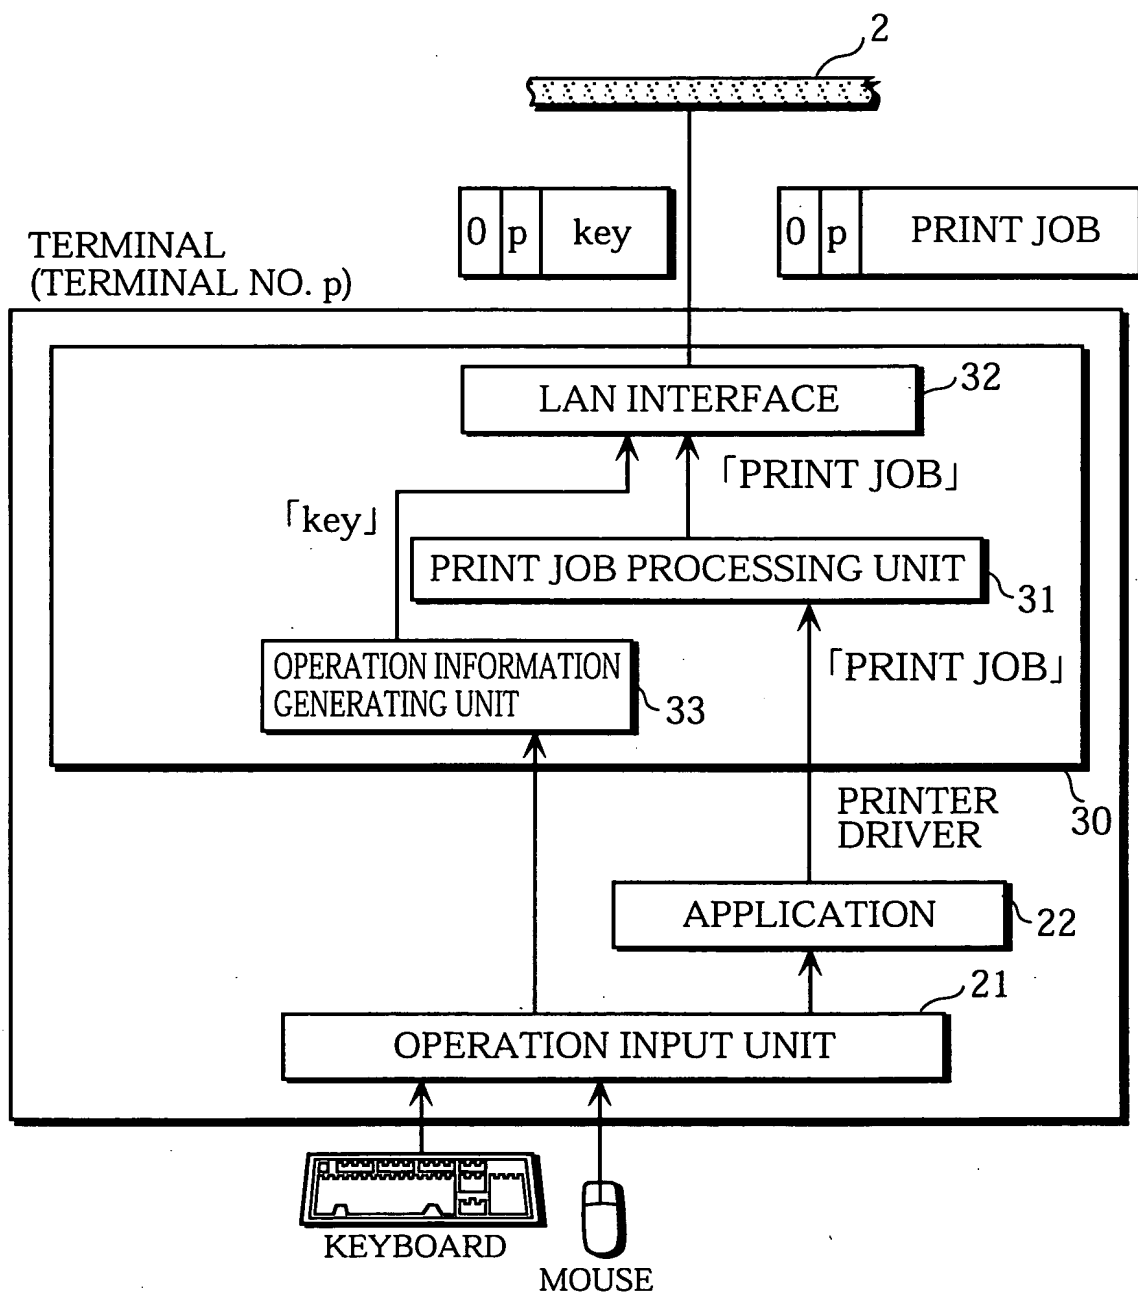 2
0 p key
0 p PRINT JOB
TERMINAL
(TERMINAL NO. p)
LAN INTERFACE
32
「PRINT JOB」
「key」
PRINT JOB PROCESSING UNIT
31
OPERATION INFORMATION
GENERATING UNIT
33
「PRINT JOB」
PRINTER
DRIVER
30
APPLICATION
22
21
OPERATION INPUT UNIT
KEYBOARD
MOUSE